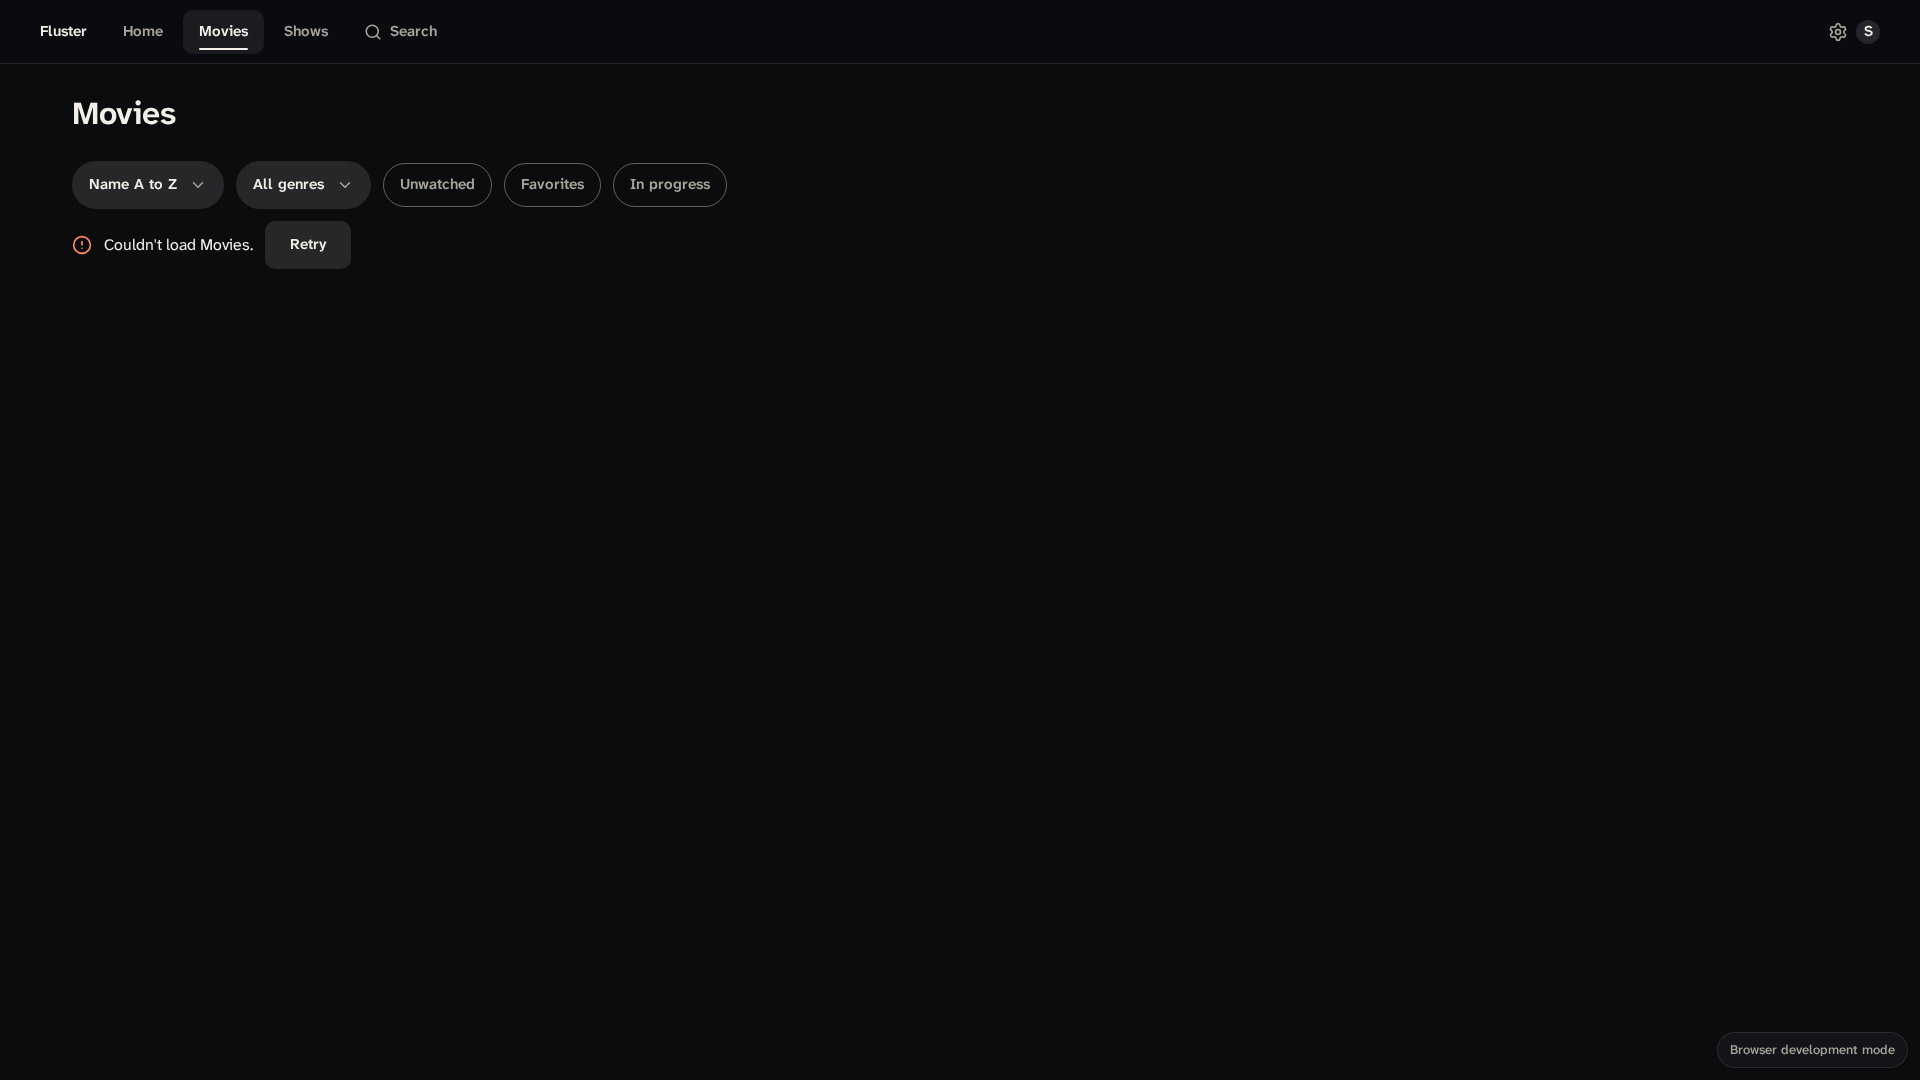 Fluster Home Movies Shows Search S
Movies
Name A to Z All genres Unwatched Favorites In progress
Couldn't load Movies. Retry
Browser development mode